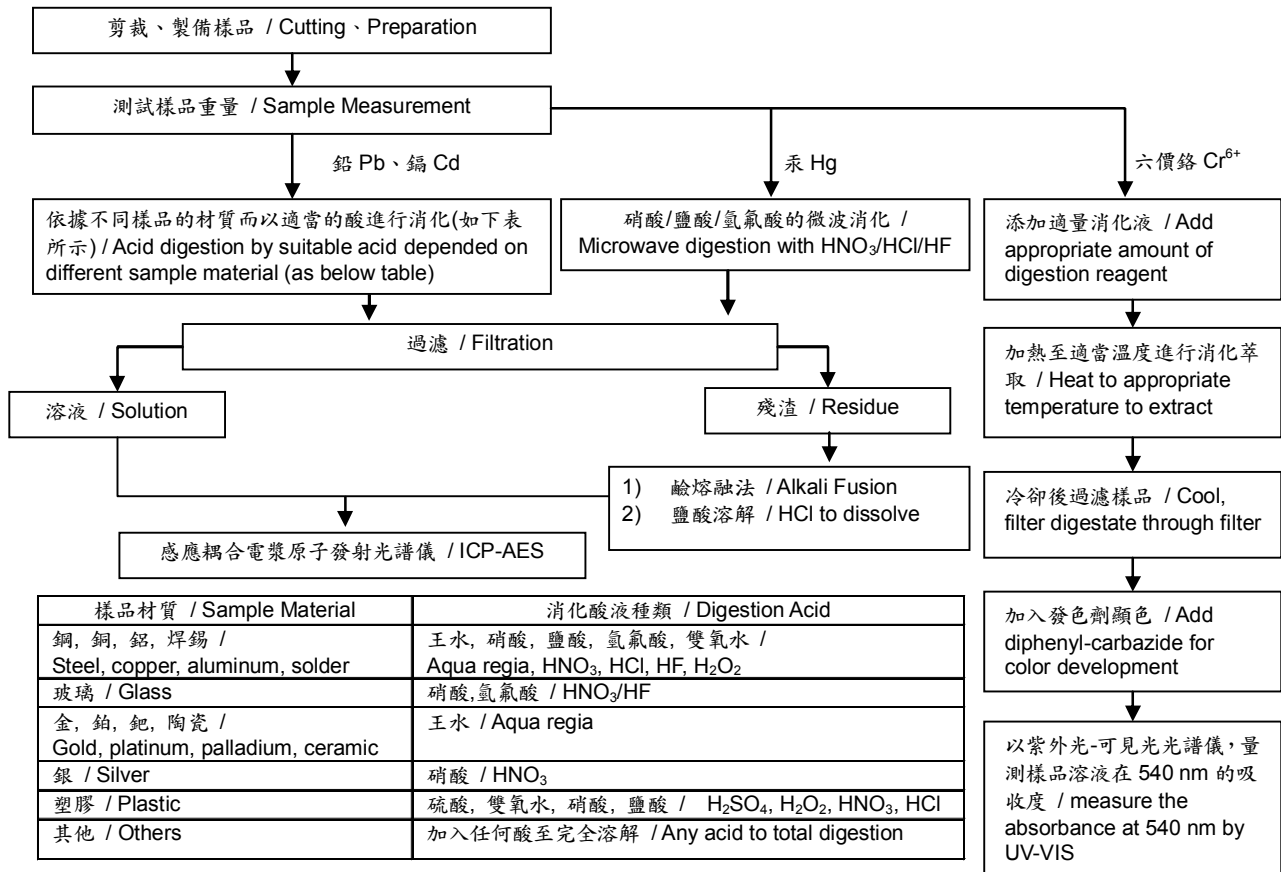 剪裁、製備樣品 / Cutting、Preparation
測試樣品重量 / Sample Measurement
鉛 Pb、鎘 Cd
汞 Hg
六價鉻 Cr⁶⁺
依據不同樣品的材質而以適當的酸進行消化(如下表
所示) / Acid digestion by suitable acid depended on
different sample material (as below table)
硝酸/鹽酸/氫氟酸的微波消化 /
Microwave digestion with HNO₃/HCl/HF
添加適量消化液 / Add
appropriate amount of
digestion reagent
過濾 / Filtration
加熱至適當溫度進行消化萃
取 / Heat to appropriate
temperature to extract
溶液 / Solution
殘渣 / Residue
1) 鹼熔融法 / Alkali Fusion
2) 鹽酸溶解 / HCl to dissolve
冷卻後過濾樣品 / Cool,
filter digestate through filter
感應耦合電漿原子發射光譜儀 / ICP-AES
加入發色劑顯色 / Add
diphenyl-carbazide for
color development
以紫外光-可見光光譜儀,量
測樣品溶液在 540 nm 的吸
收度 / measure the
absorbance at 540 nm by
UV-VIS
樣品材質 / Sample Material
消化酸液種類 / Digestion Acid
鋼, 銅, 鋁, 焊錫 /
Steel, copper, aluminum, solder
王水, 硝酸, 鹽酸, 氫氟酸, 雙氧水 /
Aqua regia, HNO₃, HCl, HF, H₂O₂
玻璃 / Glass
硝酸,氫氟酸 / HNO₃/HF
金, 鉑, 鈀, 陶瓷 /
Gold, platinum, palladium, ceramic
王水 / Aqua regia
銀 / Silver
硝酸 / HNO₃
塑膠 / Plastic
硫酸, 雙氧水, 硝酸, 鹽酸 / H₂SO₄, H₂O₂, HNO₃, HCl
其他 / Others
加入任何酸至完全溶解 / Any acid to total digestion